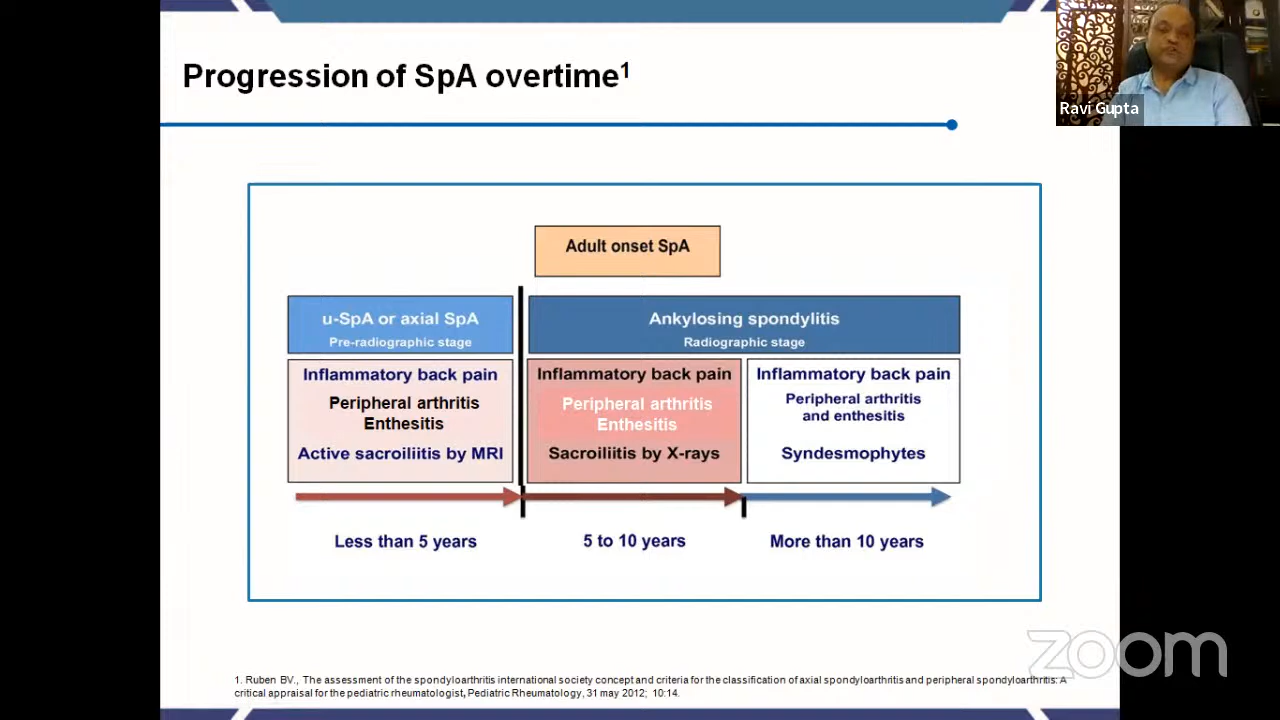 Progression of SpA overtime1
Ravi Gupta
Adult onset SpA
u-SpA or axial SpA
Pre-radiographic stage
Ankylosing spondylitis
Radiographic stage
Inflammatory back pain
Peripheral arthritis
Enthesitis
Active sacroiliitis by MRI
Inflammatory back pain
Peripheral arthritis
Enthesitis
Sacroiliitis by X-rays
Inflammatory back pain
Peripheral arthritis
and enthesitis
Syndesmophytes
Less than 5 years
5 to 10 years
More than 10 years
zoom
1. Ruben BV., The assessment of the spondyloarthritis international society concept and criteria for the classification of axial spondyloarthritis and peripheral spondyloarthritis: A
critical appraisal for the pediatric rheumatologist, Pediatric Rheumatology, 31 may 2012; 10:14.